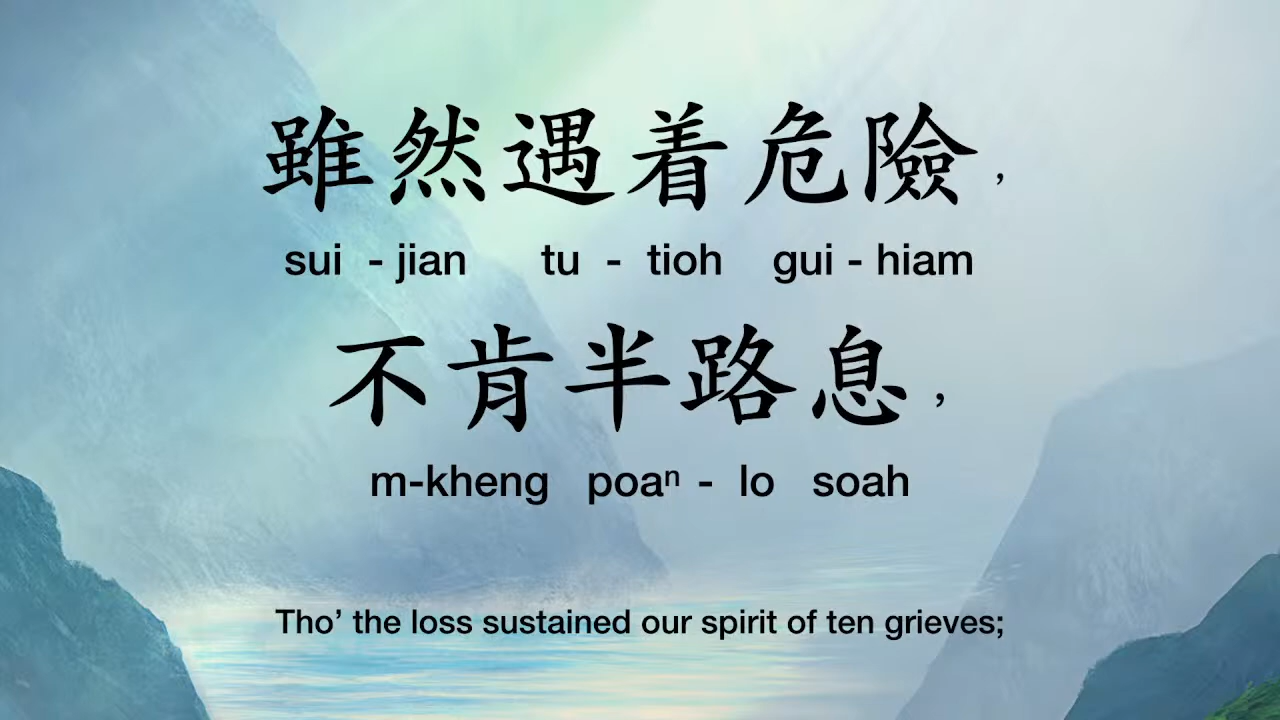 雖然遇着危險，
sui - jian tu - tioh gui - hiam
不肯半路息，
m-kheng poaⁿ - lo soah
Tho’ the loss sustained our spirit of ten grieves;